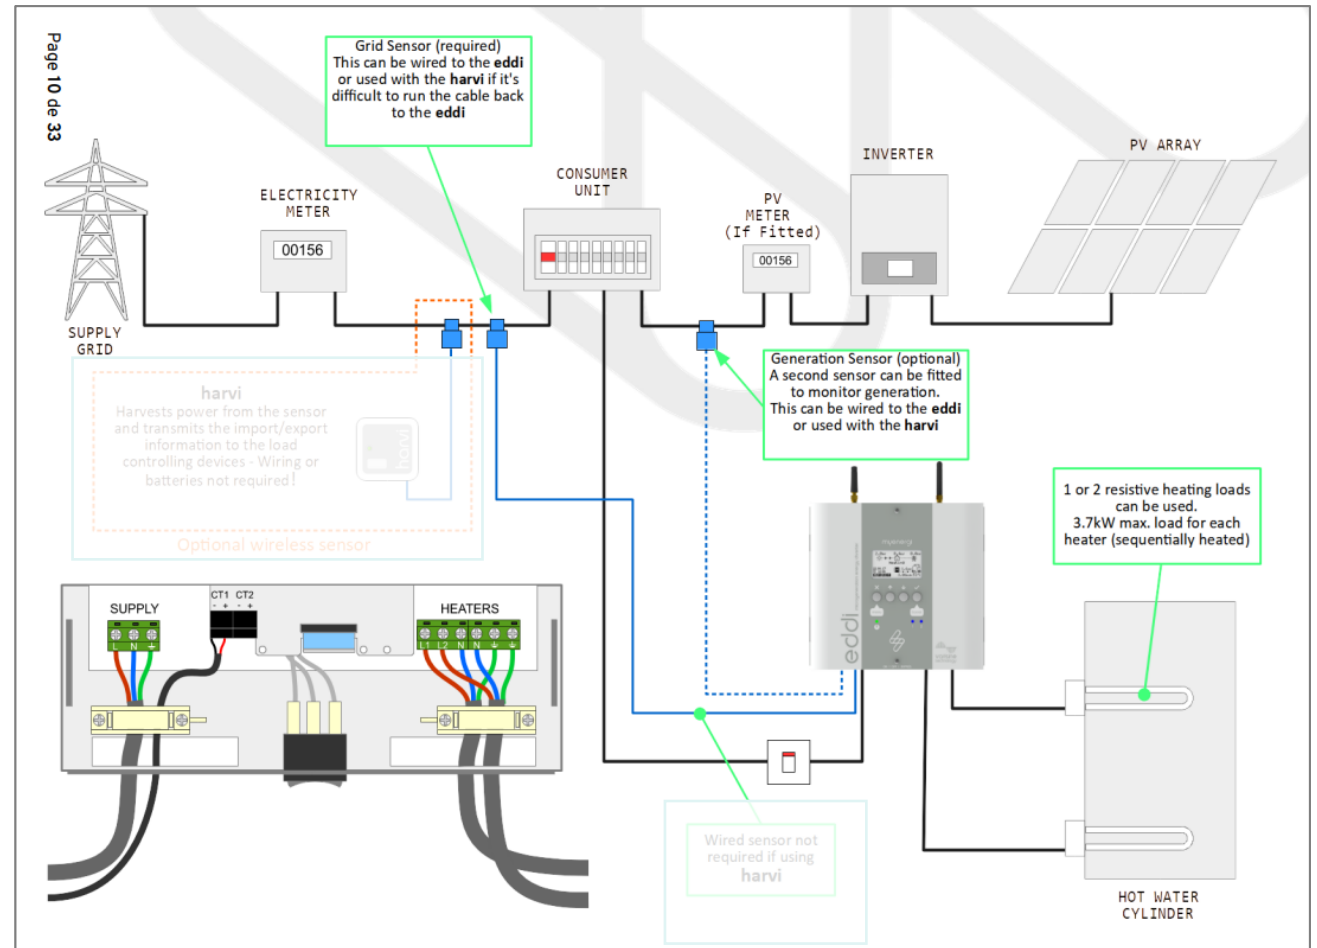 Page 10 de 33
Grid Sensor (required)
This can be wired to the eddi
or used with the harvi if it's
difficult to run the cable back
to the eddi
SUPPLY
GRID
ELECTRICITY
METER
00156
CONSUMER
UNIT
PV
METER
(If Fitted)
00156
INVERTER
PV ARRAY
harvi
Harvests power from the sensor
and transmits the import/export
information to the load
controlling devices - Wiring or
batteries not required!
harvi
Optional wireless sensor
Generation Sensor (optional)
A second sensor can be fitted
to monitor generation.
This can be wired to the eddi
or used with the harvi
1 or 2 resistive heating loads
can be used.
3.7kW max. load for each
heater (sequentially heated)
myenergi
eddi
SUPPLY
L N
CT1 CT2
- + - +
HEATERS
L1 L2 N N
Wired sensor not
required if using
harvi
HOT WATER
CYLINDER